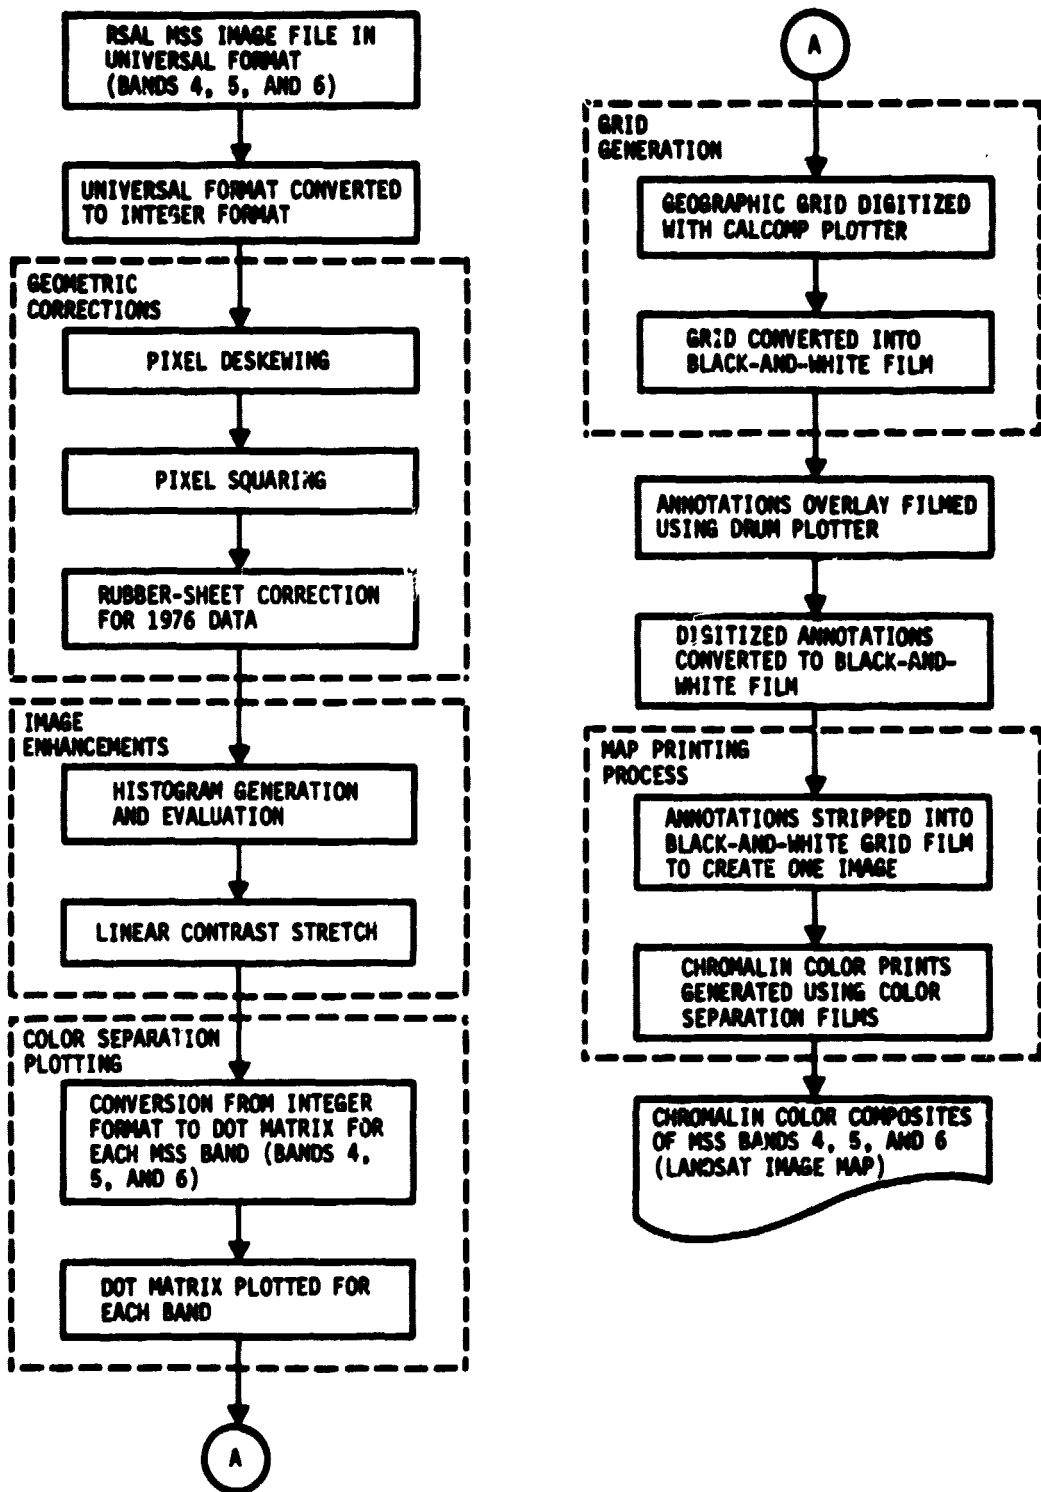 RSAL MSS IMAGE FILE IN
UNIVERSAL FORMAT
(BANDS 4, 5, AND 6)
UNIVERSAL FORMAT CONVERTED
TO INTEGER FORMAT
GEOMETRIC
CORRECTIONS
PIXEL DESKEWING
PIXEL SQUARING
RUBBER-SHEET CORRECTION
FOR 1976 DATA
IMAGE
ENHANCEMENTS
HISTOGRAM GENERATION
AND EVALUATION
LINEAR CONTRAST STRETCH
COLOR SEPARATION
PLOTTING
CONVERSION FROM INTEGER
FORMAT TO DOT MATRIX FOR
EACH MSS BAND (BANDS 4,
5, AND 6)
DOT MATRIX PLOTTED FOR
EACH BAND
A
A
GRID
GENERATION
GEOGRAPHIC GRID DIGITIZED
WITH CALCOMP PLOTTER
GRID CONVERTED INTO
BLACK-AND-WHITE FILM
ANNOTATIONS OVERLAY FILMED
USING DRUM PLOTTER
DIGITIZED ANNOTATIONS
CONVERTED TO BLACK-AND-
WHITE FILM
MAP PRINTING
PROCESS
ANNOTATIONS STRIPPED INTO
BLACK-AND-WHITE GRID FILM
TO CREATE ONE IMAGE
CHROMALIN COLOR PRINTS
GENERATED USING COLOR
SEPARATION FILMS
CHROMALIN COLOR COMPOSITES
OF MSS BANDS 4, 5, AND 6
(LANDSAT IMAGE MAP)